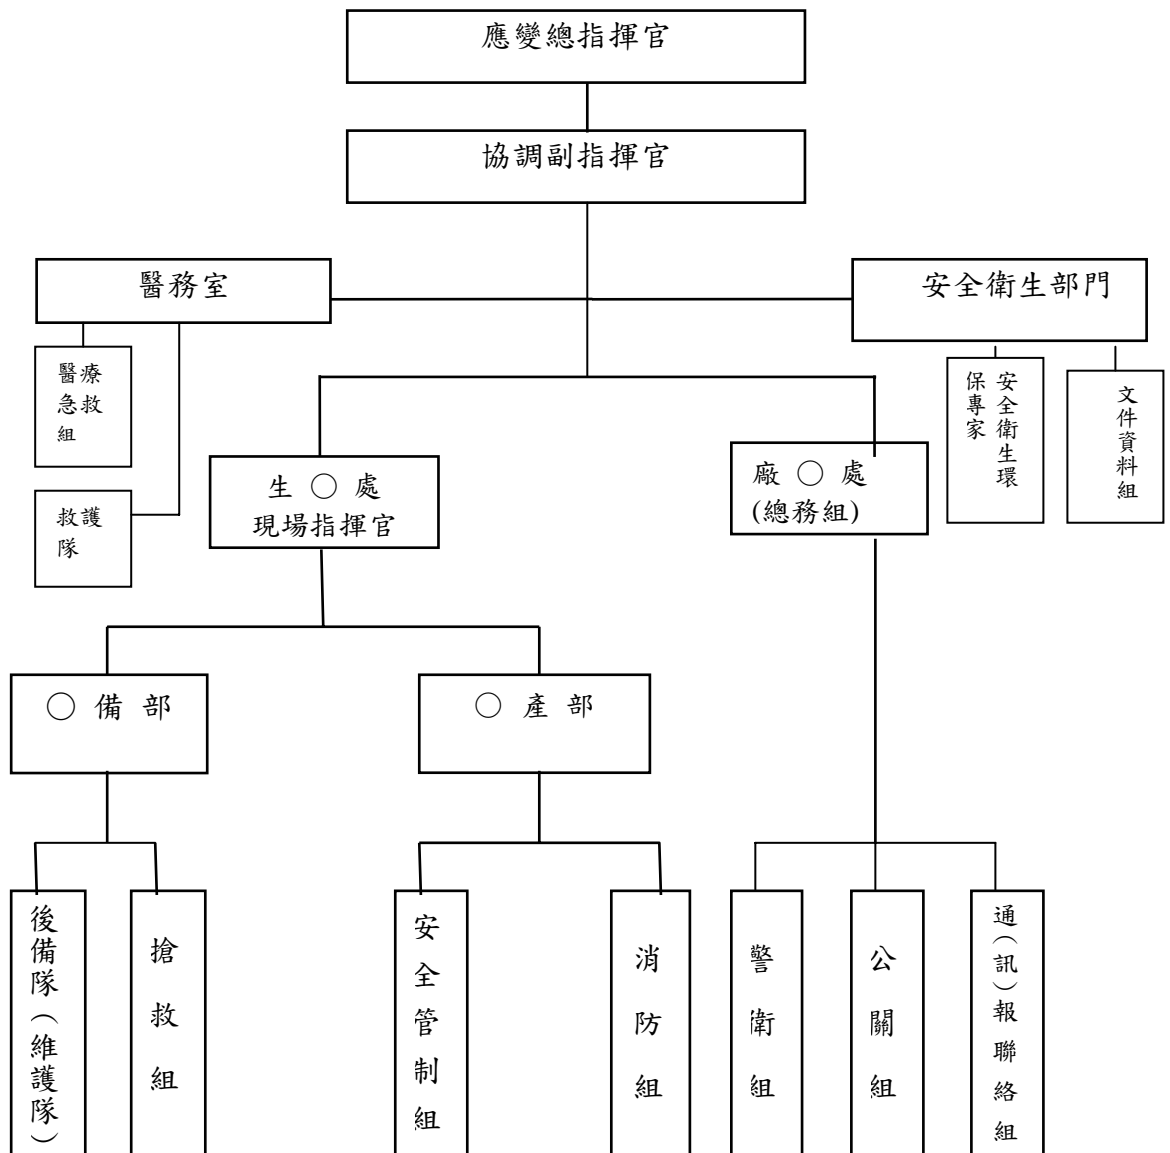 應變總指揮官
協調副指揮官
醫務室
安全衛生部門
醫療
急救
組
救護
隊
安全衛生環
保專家
文件資料組
生 ○ 處
現場指揮官
廠 ○ 處
(總務組)
○ 備 部
○ 產 部
後備隊（維護隊）
搶救組
安全管制組
消防組
警衛組
公關組
通（訊）報聯絡組